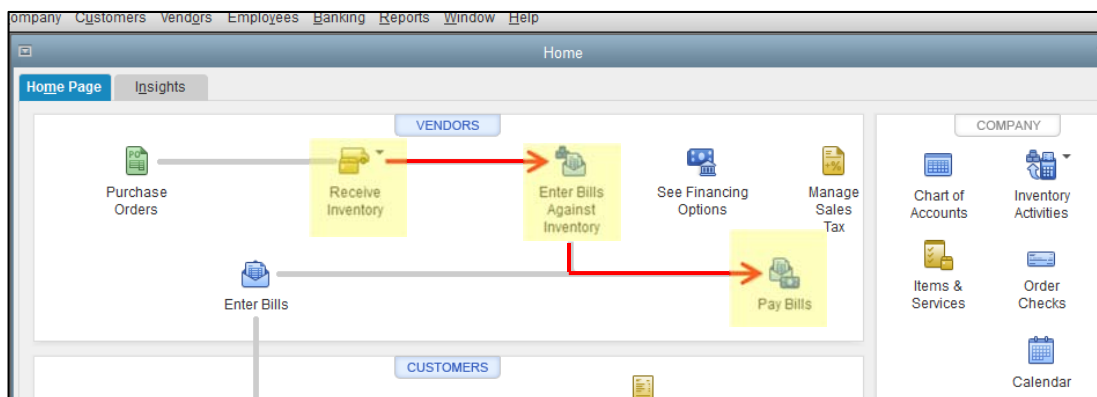 ompany Customers Vendors Employees Banking Reports Window Help
Home
Home Page Insights
VENDORS
COMPANY
PO
Purchase
Orders
Receive
Inventory
Enter Bills
Against
Inventory
See Financing
Options
Manage
Sales
Tax
Chart of
Accounts
Inventory
Activities
Enter Bills
Pay Bills
Items &
Services
Order
Checks
CUSTOMERS
Calendar